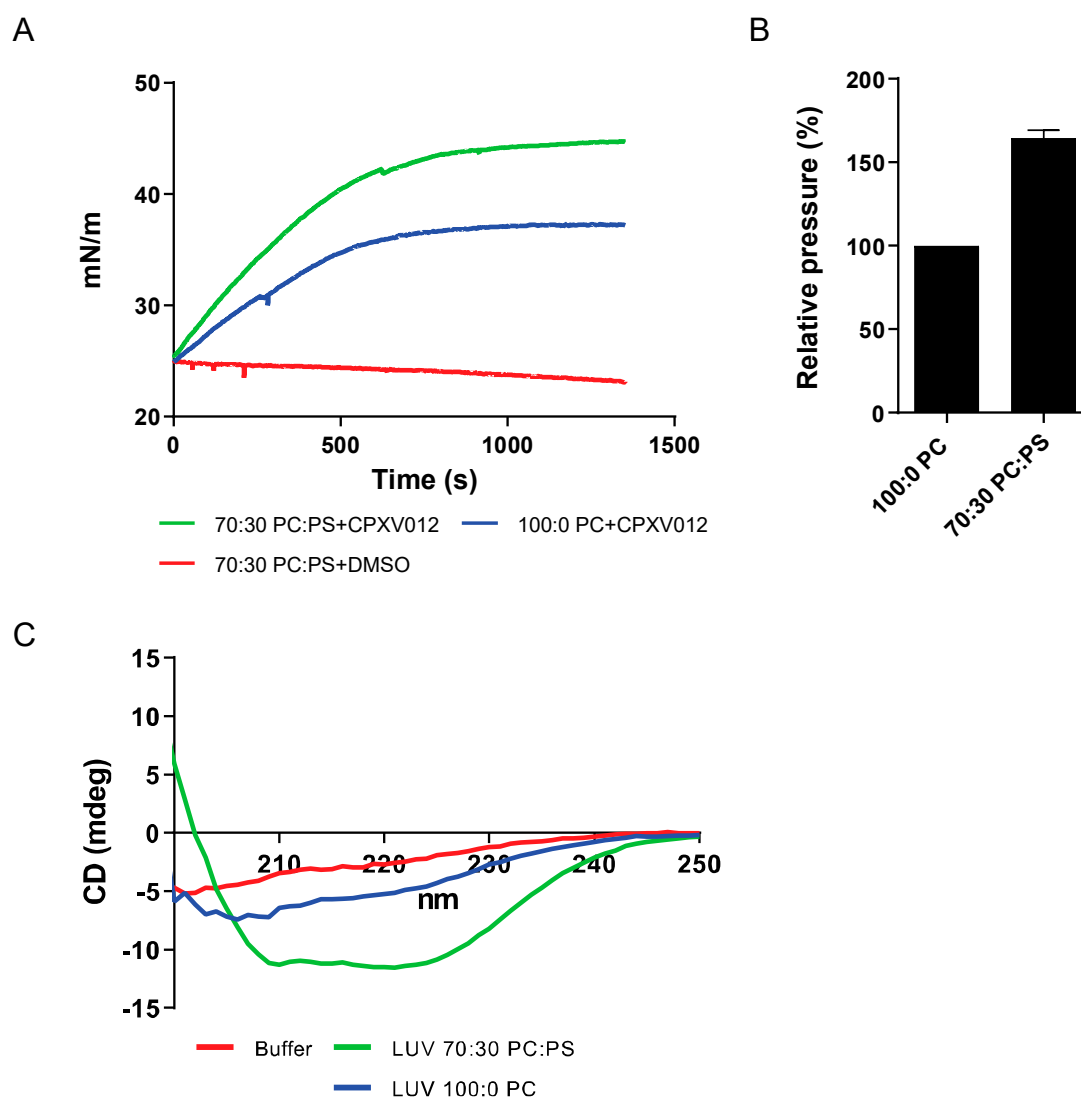 A
50
40
30
20
mN/m
0
500
1000
1500
Time (s)
70:30 PC:PS+CPXV012
100:0 PC+CPXV012
70:30 PC:PS+DMSO
B
200
150
100
50
0
Relative pressure (%)
100:0 PC
70:30 PC:PS
C
15
10
5
0
-5
-10
-15
CD (mdeg)
210
220
230
240
250
nm
Buffer
LUV 70:30 PC:PS
LUV 100:0 PC